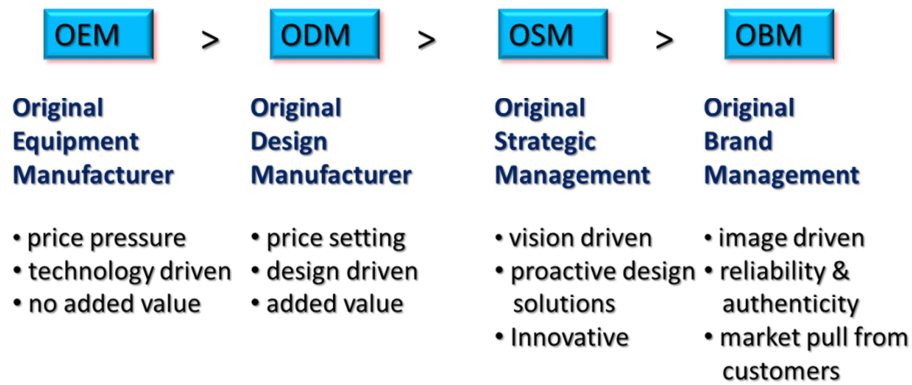 OEM > ODM > OSM > OBM
Original
Equipment
Manufacturer
• price pressure
• technology driven
• no added value
Original
Design
Manufacturer
• price setting
• design driven
• added value
Original
Strategic
Management
• vision driven
• proactive design
solutions
• Innovative
Original
Brand
Management
• image driven
• reliability &
authenticity
• market pull from
customers